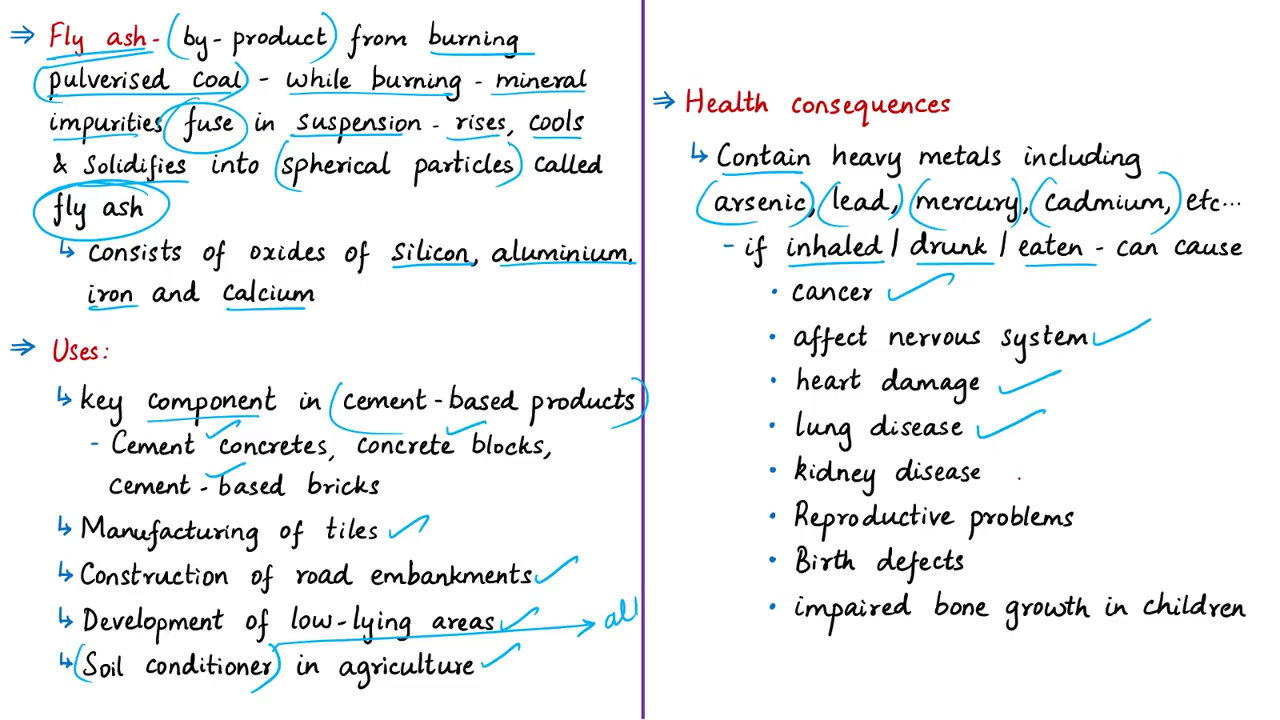 ⇒ Fly ash - (by-product) from burning
pulverised coal - while burning - mineral
impurities fuse in suspension - rises, cools
& solidifies into (spherical particles) called
fly ash
↳ consists of oxides of silicon, aluminium,
iron and calcium
⇒ Uses:
↳ key component in (cement-based products)
- Cement concretes, concrete blocks,
cement-based bricks
↳ Manufacturing of tiles ✓
↳ Construction of road embankments ✓
↳ Development of low-lying areas ✓
→ all
↳ (Soil conditioner) in agriculture ✓
⇒ Health consequences
↳ Contain heavy metals including
(arsenic), (lead,) (mercury), (cadmium,) etc...
- if inhaled / drunk / eaten - can cause
• cancer ✓
• affect nervous system ✓
• heart damage ✓
• lung disease ✓
• kidney disease
• Reproductive problems
• Birth defects
• impaired bone growth in children